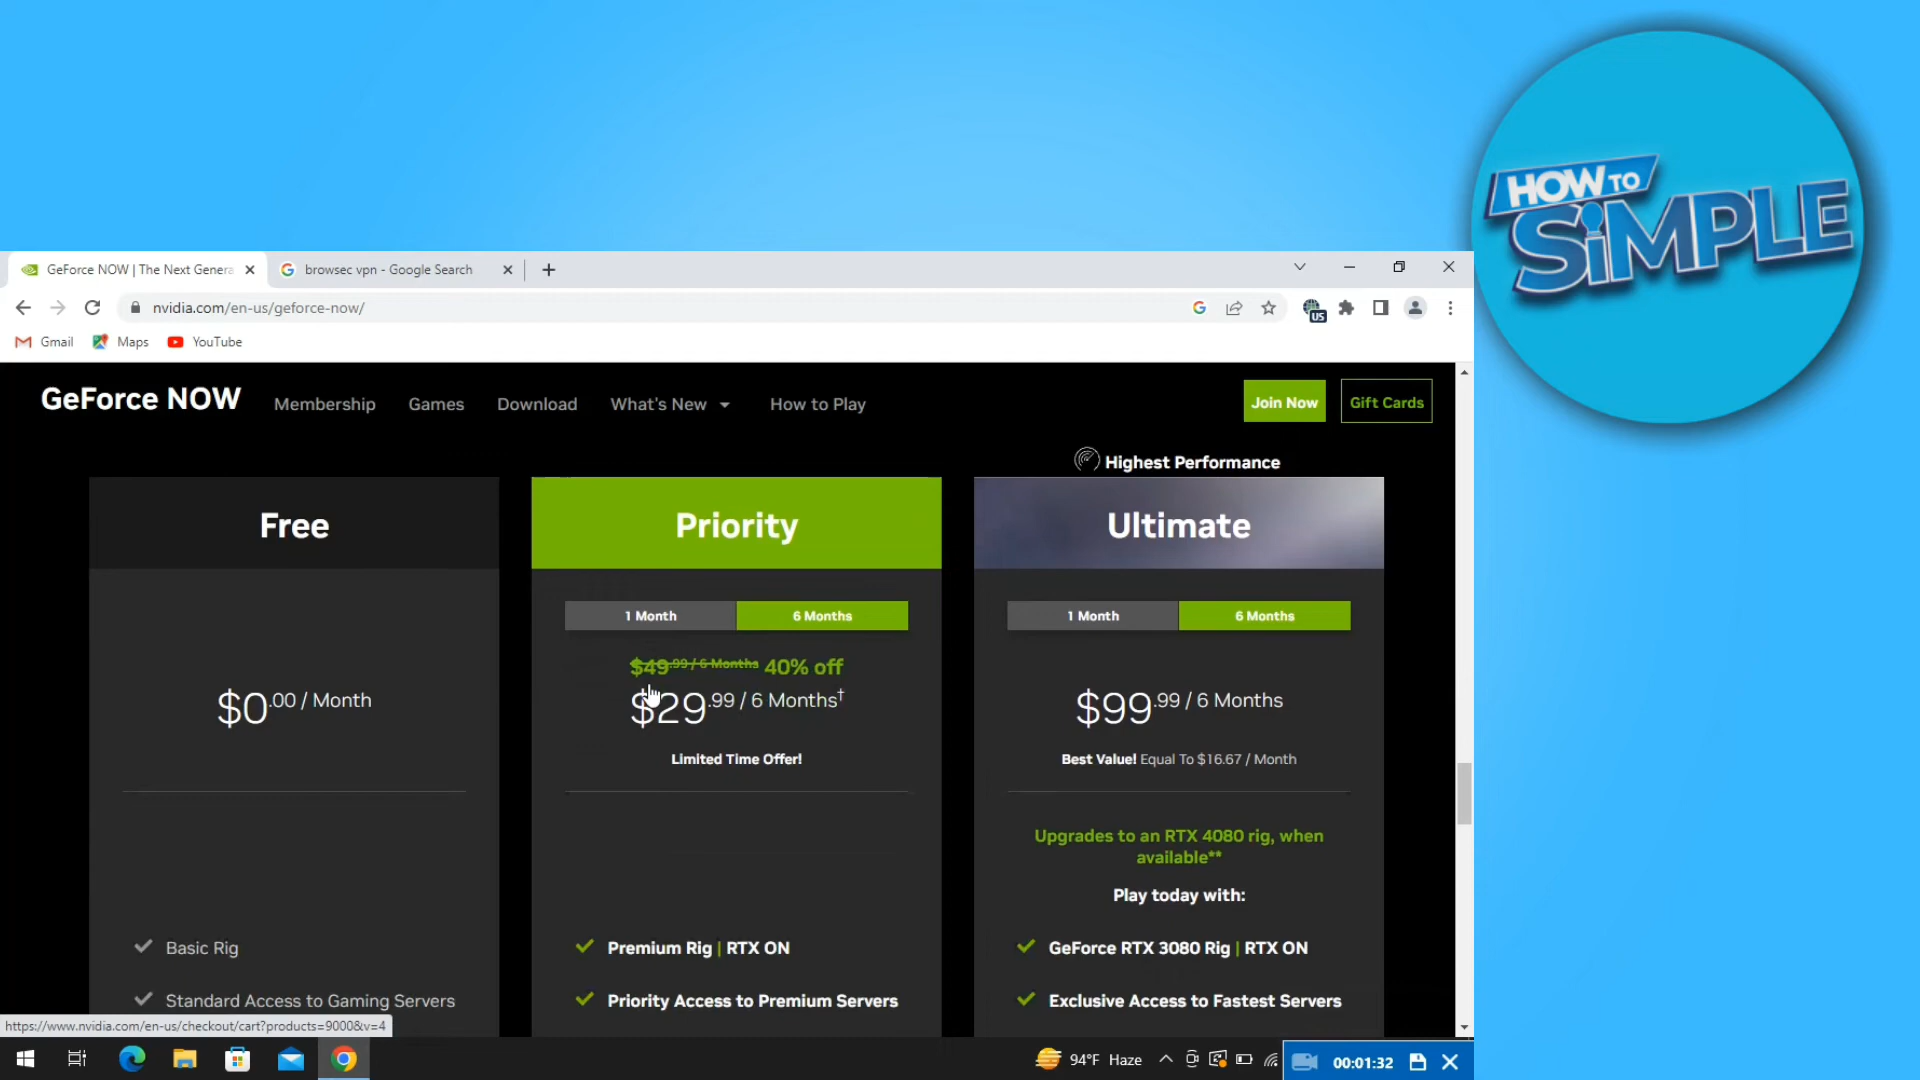 HOW TO
SiMPLE
GeForce NOW | The Next Genera
browsec vpn - Google Search
nvidia.com/en-us/geforce-now/
US
Gmail
Maps
YouTube
GeForce NOW
Membership
Games
Download
What's New
How to Play
Join Now
Gift Cards
Highest Performance
Free
$0.00 / Month
Basic Rig
Standard Access to Gaming Servers
Priority
1 Month
6 Months
$49.99 / 6 Months 40% off
$29.99 / 6 Months†
Limited Time Offer!
Premium Rig | RTX ON
Priority Access to Premium Servers
Ultimate
1 Month
6 Months
$99.99 / 6 Months
Best Value! Equal To $16.67 / Month
Upgrades to an RTX 4080 rig, when
available**
Play today with:
GeForce RTX 3080 Rig | RTX ON
Exclusive Access to Fastest Servers
https://www.nvidia.com/en-us/checkout/cart?products=9000&v=4
94°F Haze
00:01:32